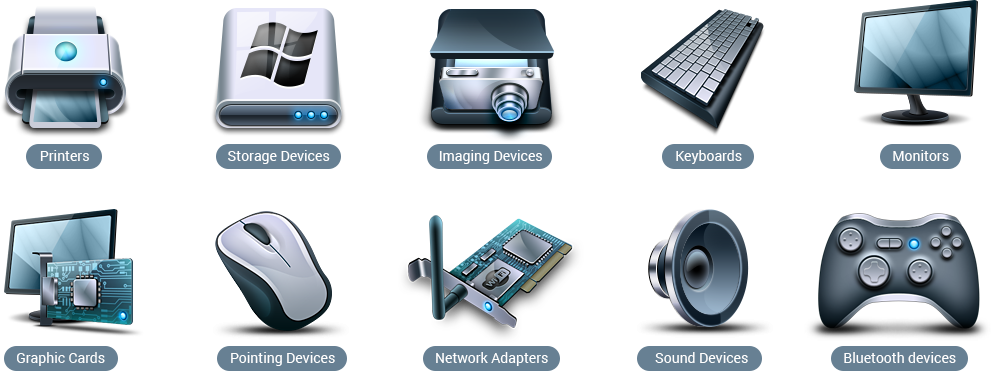 Printers
Storage Devices
Imaging Devices
Keyboards
Monitors
Graphic Cards
Pointing Devices
Network Adapters
Sound Devices
Bluetooth devices